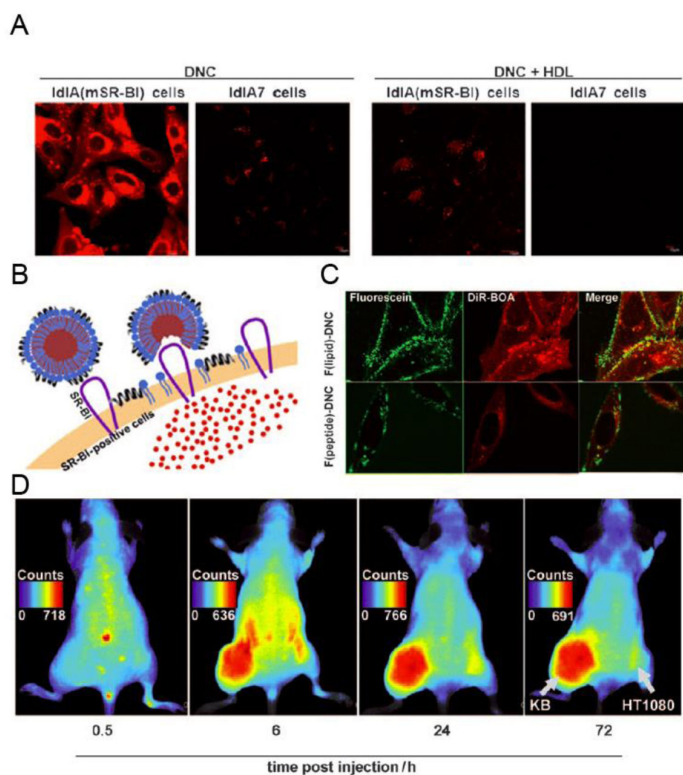 A
DNC
DNC + HDL
ldlA(mSR-BI) cells
ldlA7 cells
ldlA(mSR-BI) cells
ldlA7 cells
B
SR-BI
SR-BI-positive cells
C
Fluorescein
DiR-BOA
Merge
F(lipid)-DNC
F(peptide)-DNC
D
Counts
0 718
Counts
0 636
Counts
0 766
Counts
0 691
KB
HT1080
0.5
6
24
72
time post injection/h